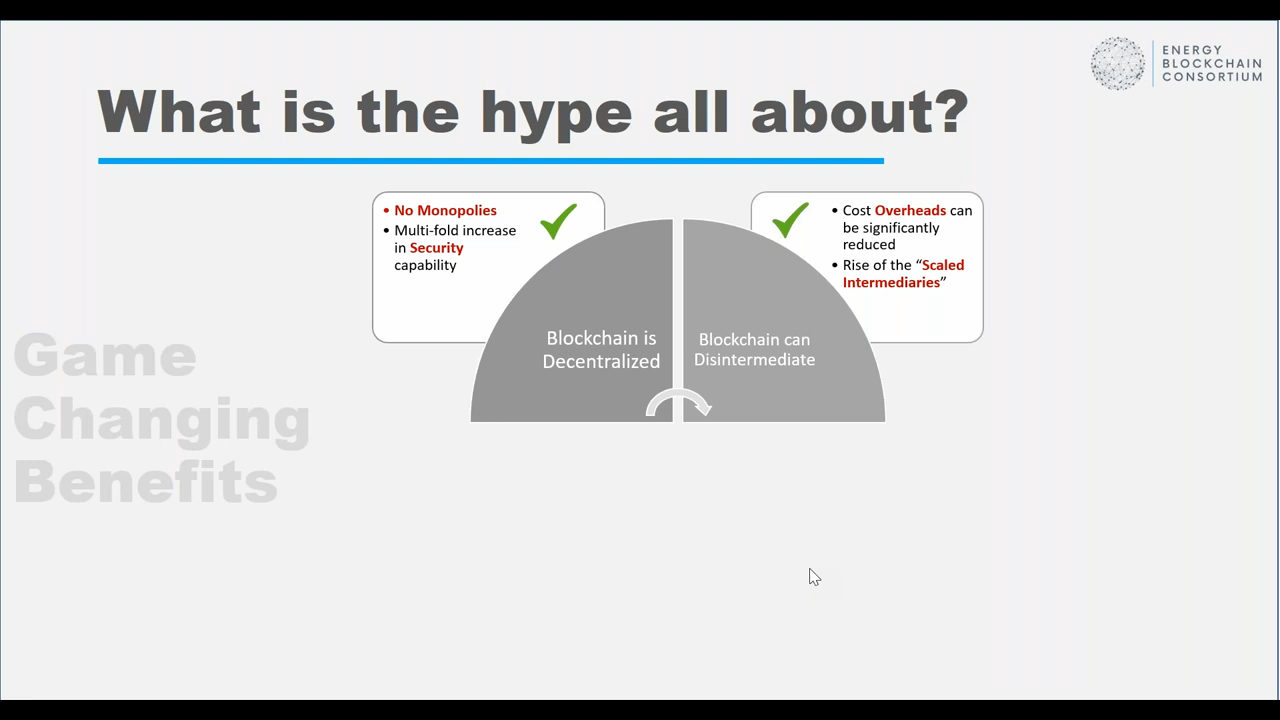 ENERGY
BLOCKCHAIN
CONSORTIUM
What is the hype all about?
• No Monopolies
• Multi-fold increase
in Security
capability
• Cost Overheads can
be significantly
reduced
• Rise of the “Scaled
Intermediaries”
Blockchain is
Decentralized
Blockchain can
Disintermediate
Game
Changing
Benefits